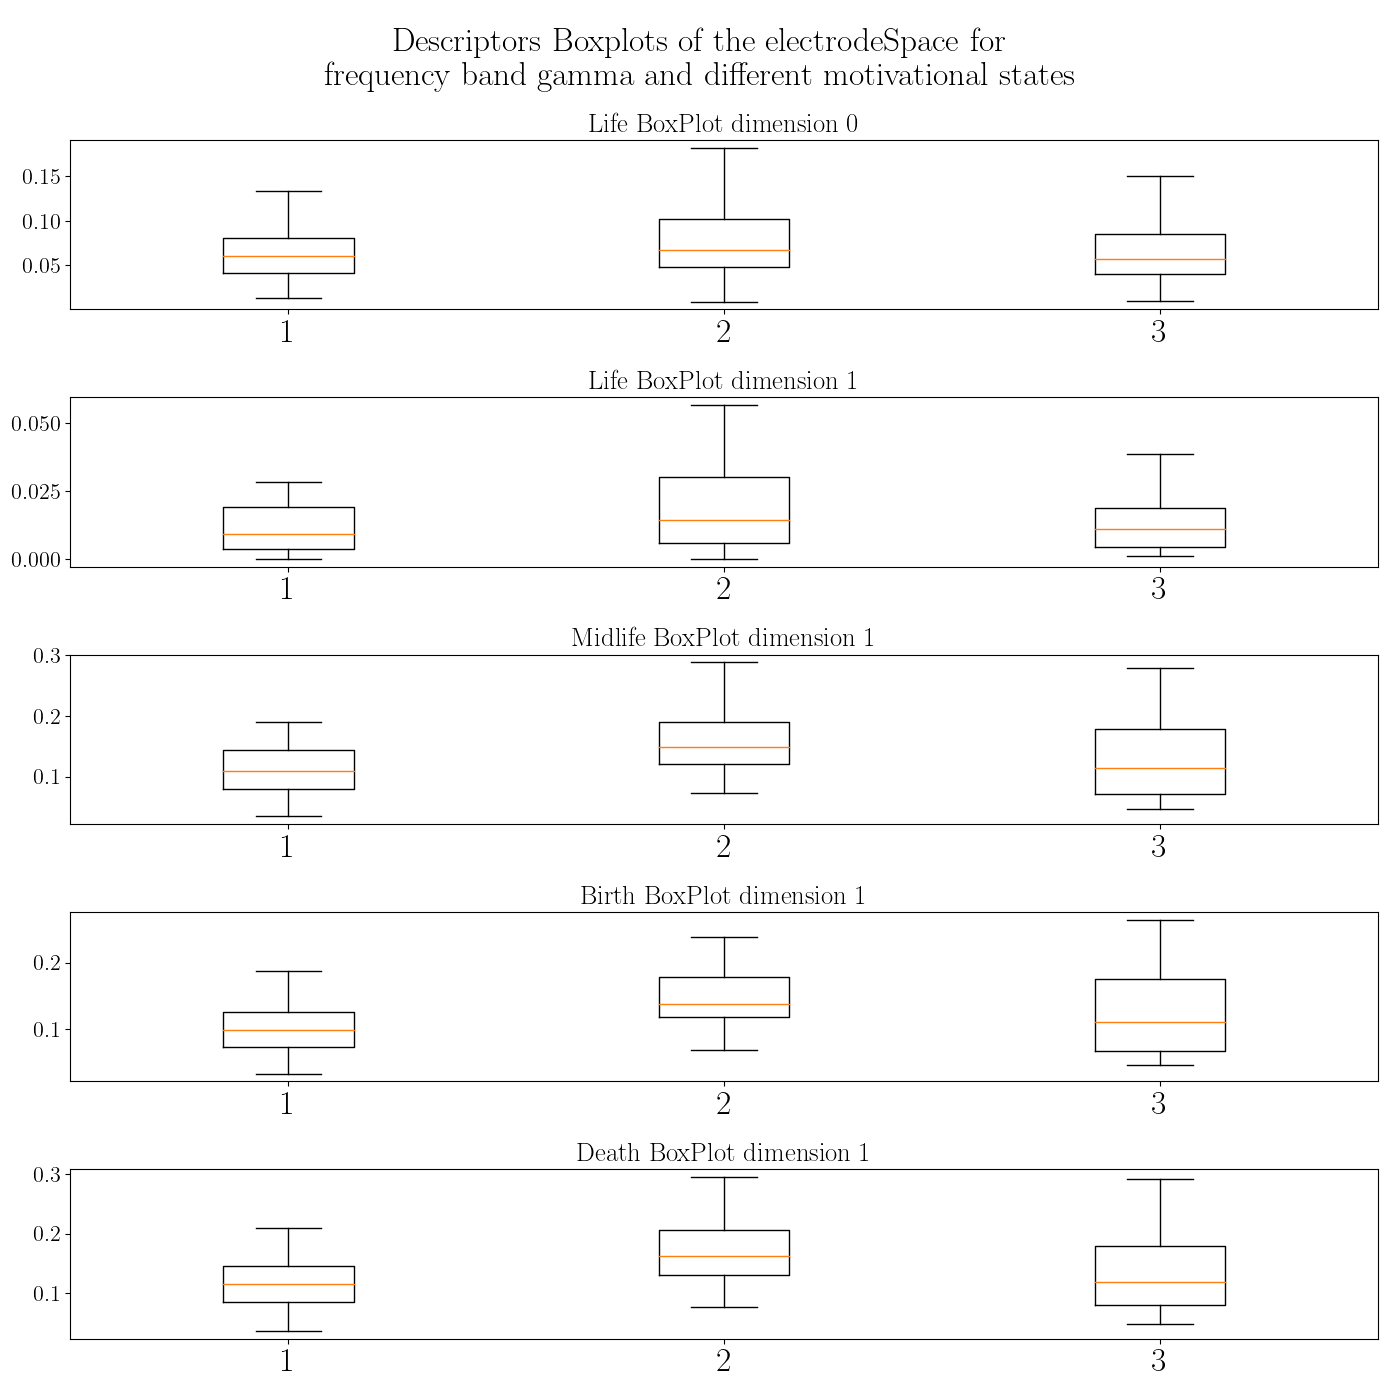 Descriptors Boxplots of the electrodeSpace for
frequency band gamma and different motivational states
Life BoxPlot dimension 0
0.15
0.10
0.05
1 2 3
Life BoxPlot dimension 1
0.050
0.025
0.000
1 2 3
Midlife BoxPlot dimension 1
0.3
0.2
0.1
1 2 3
Birth BoxPlot dimension 1
0.2
0.1
1 2 3
Death BoxPlot dimension 1
0.3
0.2
0.1
1 2 3